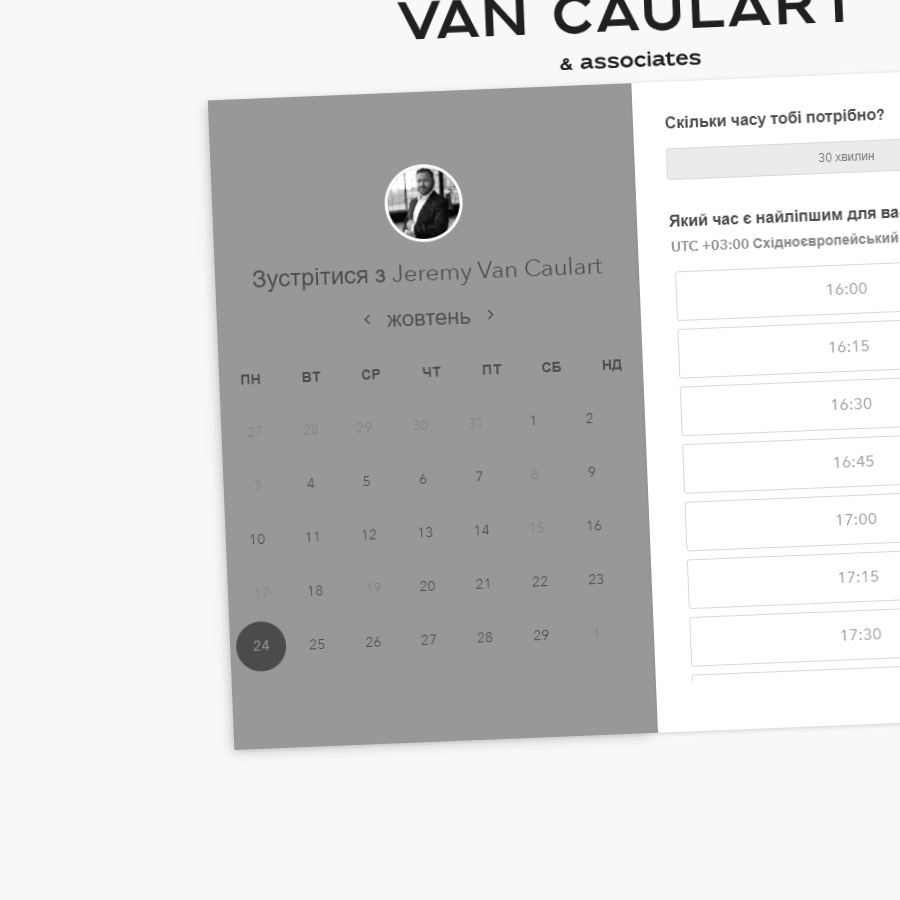 VAN CAULART
& associates
Зустрітися з Jeremy Van Caulart
жовтень
ПН ВТ СР ЧТ ПТ СБ НД
27 28 29 30 31 1 2
3 4 5 6 7 8 9
10 11 12 13 14 15 16
17 18 19 20 21 22 23
24 25 26 27 28 29 1
Скільки часу тобі потрібно?
30 хвилин
Який час є найліпшим для ва
UTC +03:00 Східноєвропейський
16:00
16:15
16:30
16:45
17:00
17:15
17:30